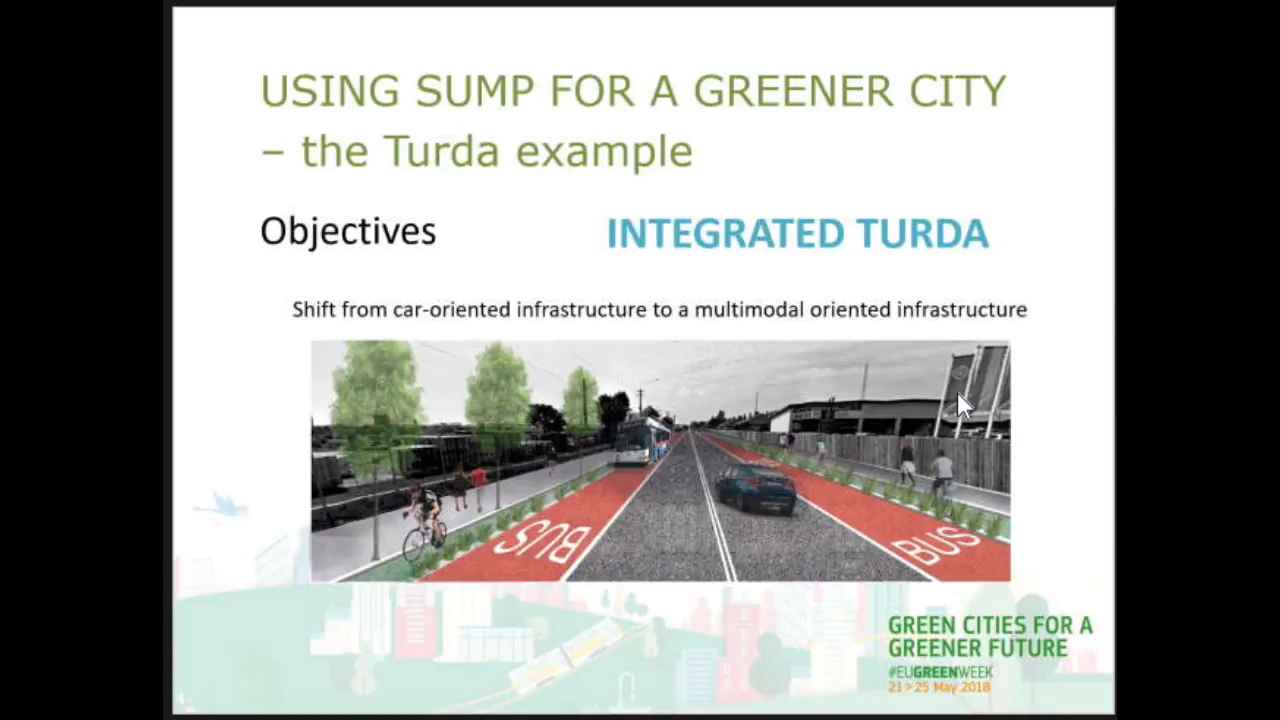 USING SUMP FOR A GREENER CITY
– the Turda example
Objectives
INTEGRATED TURDA
Shift from car-oriented infrastructure to a multimodal oriented infrastructure
BUS
BUS
GREEN CITIES FOR A
GREENER FUTURE
#EUGREENWEEK
21 > 25 May 2018